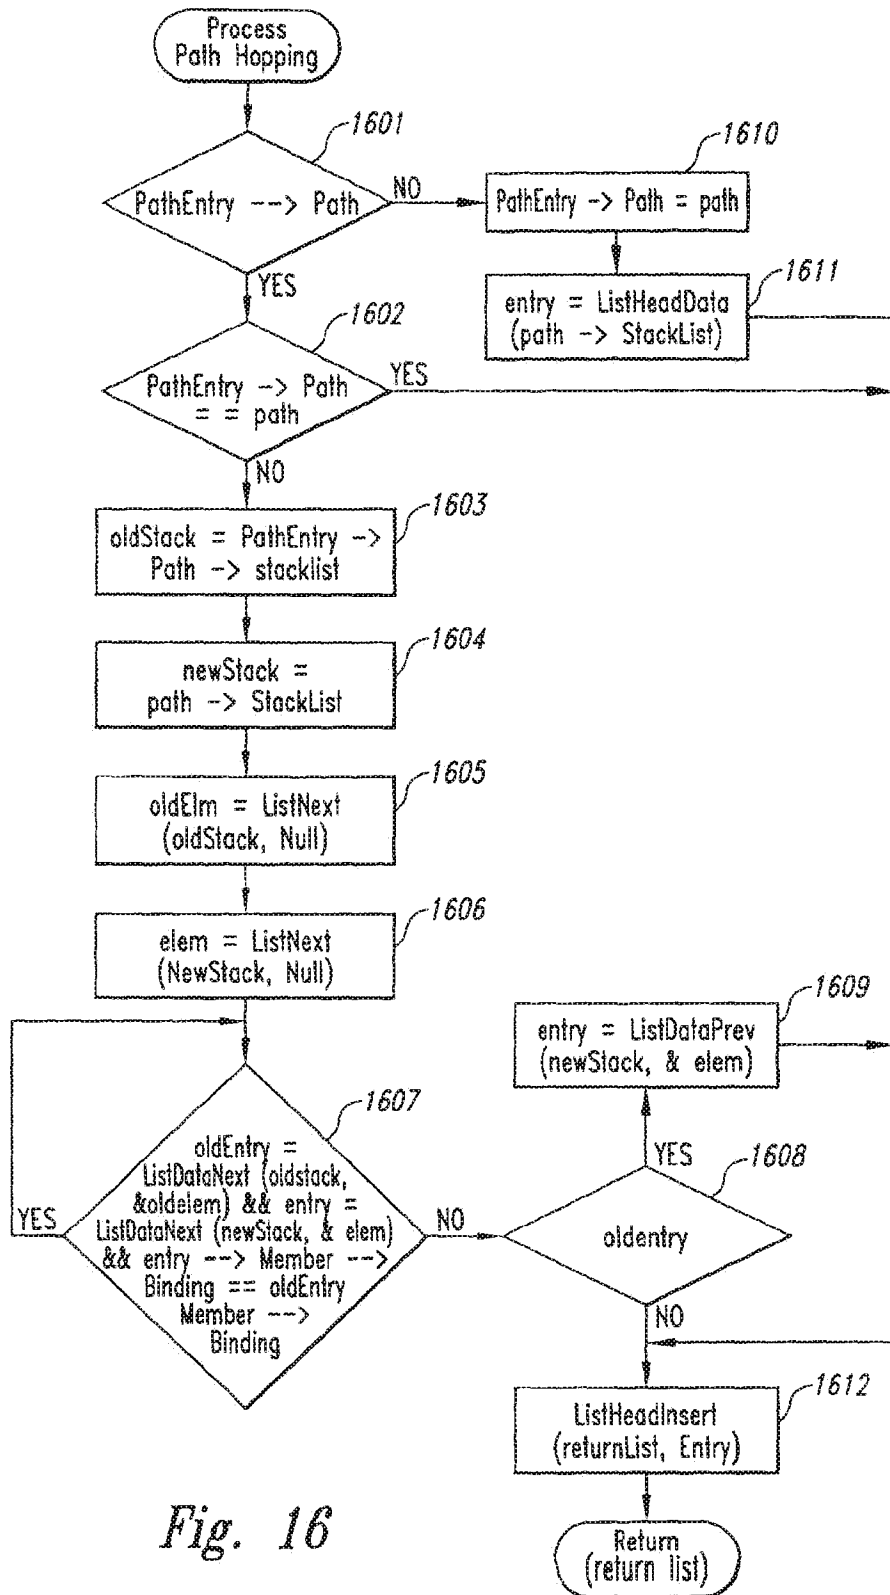 Process
Path Hopping
1601
PathEntry --> Path
NO
YES
1610
PathEntry -> Path = path
1611
entry = ListHeadData
(path -> StackList)
1602
PathEntry -> Path
= = path
YES
NO
1603
oldStack = PathEntry ->
Path -> stacklist
1604
newStack =
path -> StackList
1605
oldElm = ListNext
(oldStack, Null)
1606
elem = ListNext
(NewStack, Null)
1607
oldEntry =
ListDataNext (oldstack,
&oldelem) && entry =
ListDataNext (newStack, & elem)
&& entry --> Member -->
Binding == oldEntry
Member -->
Binding
YES
NO
1609
entry = ListDataPrev
(newStack, & elem)
YES
1608
oldentry
NO
1612
ListHeadInsert
(returnList, Entry)
Return
(return list)
Fig. 16